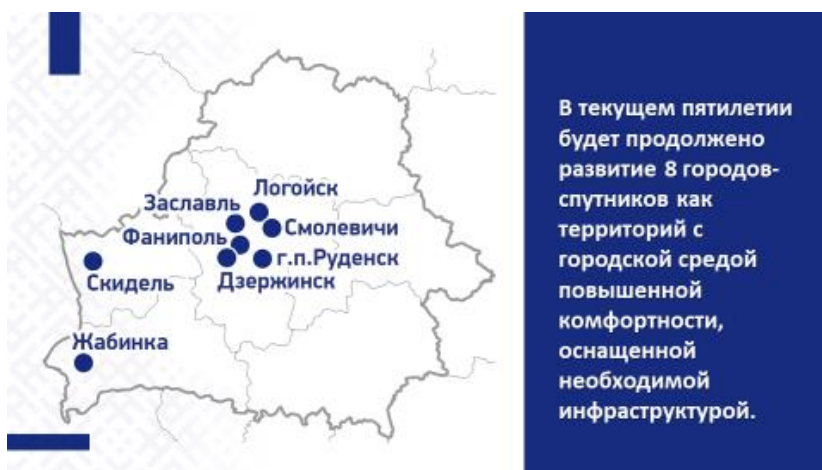 Логойск
Заславль
Смолевичи
Фаниполь
г.п.Руденск
Дзержинск
Скидель
Жабинка
В текущем пятилетии
будет продолжено
развитие 8 городов-
спутников как
территорий с
городской средой
повышенной
комфортности,
оснащенной
необходимой
инфраструктурой.